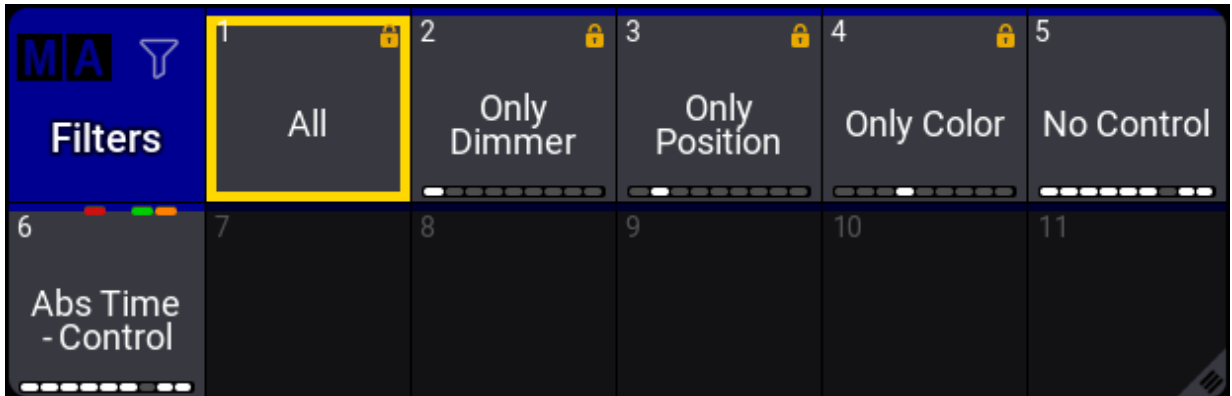 MA
Filters
1
All
2
Only
Dimmer
3
Only
Position
4
Only Color
5
No Control
6
Abs Time
- Control
7
8
9
10
11